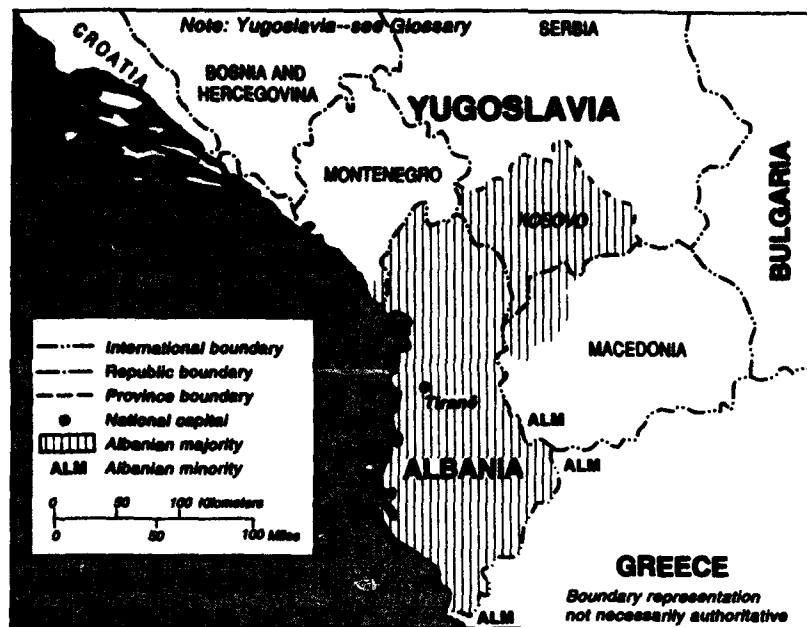 Note: Yugoslavia--see Glossary
SERBIA
CROATIA
BOSNIA AND
HERCEGOVINA
YUGOSLAVIA
MONTENEGRO
KOSOVO
BULGARIA
International boundary
Republic boundary
Province boundary
National capital
Albanian majority
ALM Albanian minority
0 50 100 Kilometers
0 50 100 Miles
MACEDONIA
Tiranë
ALM
ALBANIA
ALM
GREECE
Boundary representation
not necessarily authoritative
ALM